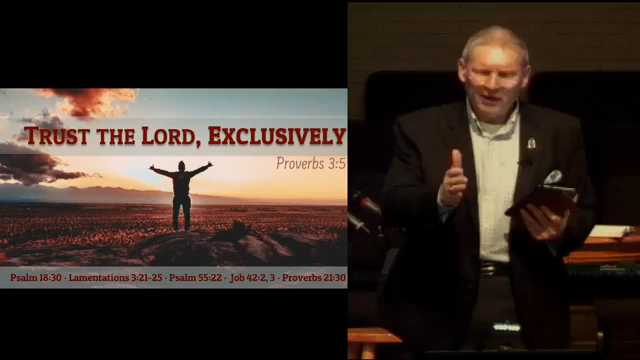 Trust the Lord, Exclusively
Proverbs 3:5
Psalm 18:30 · Lamentations 3:21-25 · Psalm 55:22 · Job 42:2, 3 · Proverbs 21:30